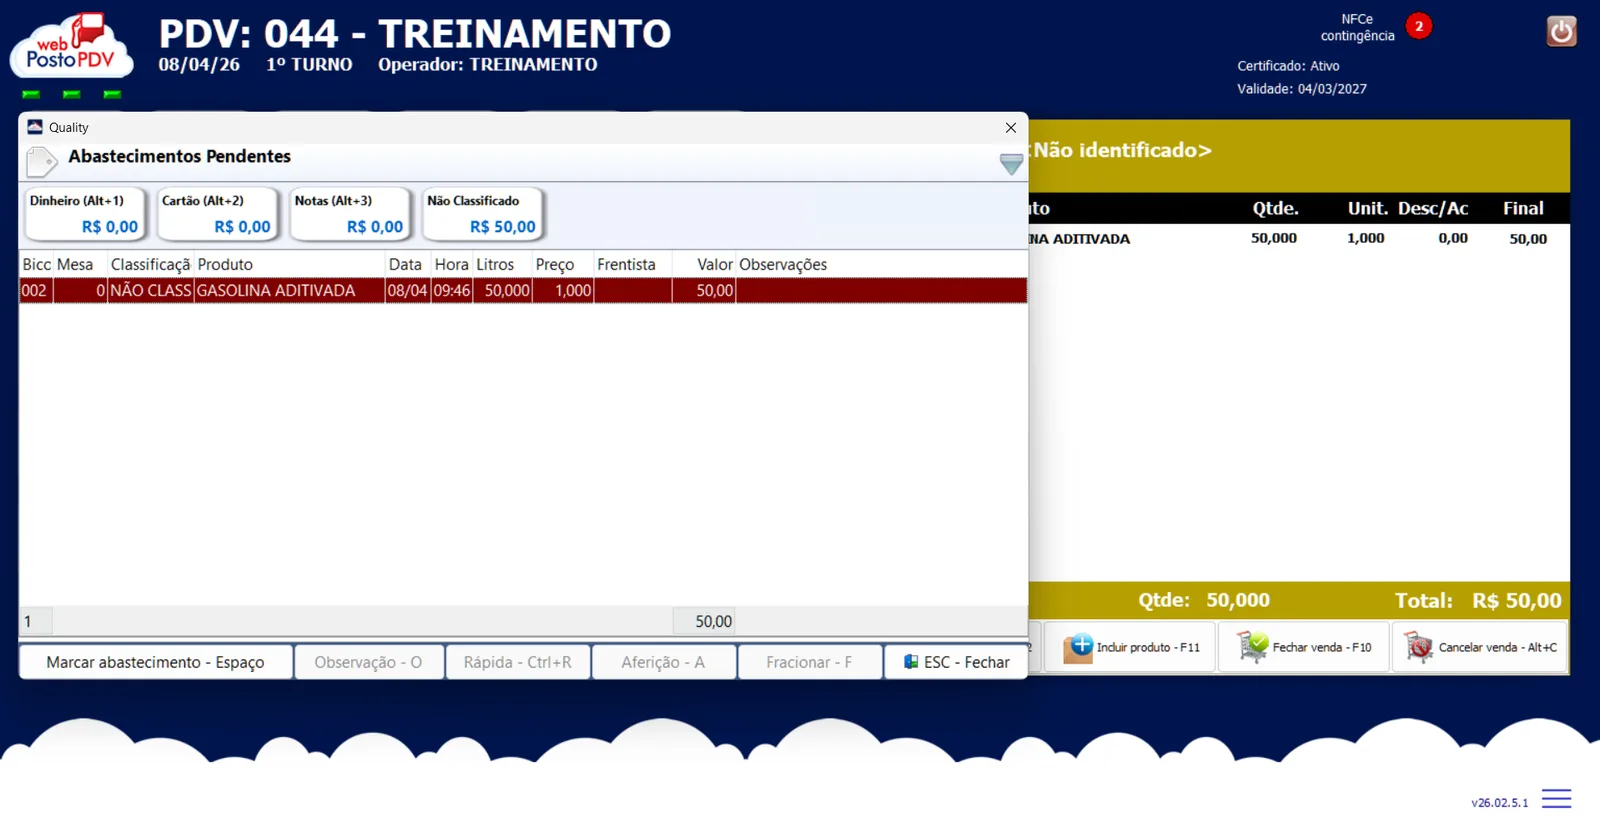 web
PostoPDV
PDV: 044 - TREINAMENTO
08/04/26 1º TURNO Operador: TREINAMENTO
NFCe
contingência
2
Certificado: Ativo
Validade: 04/03/2027
Quality
Abastecimentos Pendentes
Dinheiro (Alt+1)
R$ 0,00
Cartão (Alt+2)
R$ 0,00
Notas (Alt+3)
R$ 0,00
Não Classificado
R$ 50,00
Bicc Mesa Classificaçã Produto Data Hora Litros Preço Frentista Valor Observações
002 0 NÃO CLASS GASOLINA ADITIVADA 08/04 09:46 50,000 1,000 50,00
1 50,00
Marcar abastecimento - Espaço Observação - O Rápida - Ctrl+R Aferição - A Fracionar - F ESC - Fechar
<Não identificado>
uto Qtde. Unit. Desc/Ac Final
NA ADITIVADA 50,000 1,000 0,00 50,00
Qtde: 50,000 Total: R$ 50,00
2 Incluir produto - F11 Fechar venda - F10 Cancelar venda - Alt+C
v26.02.5.1